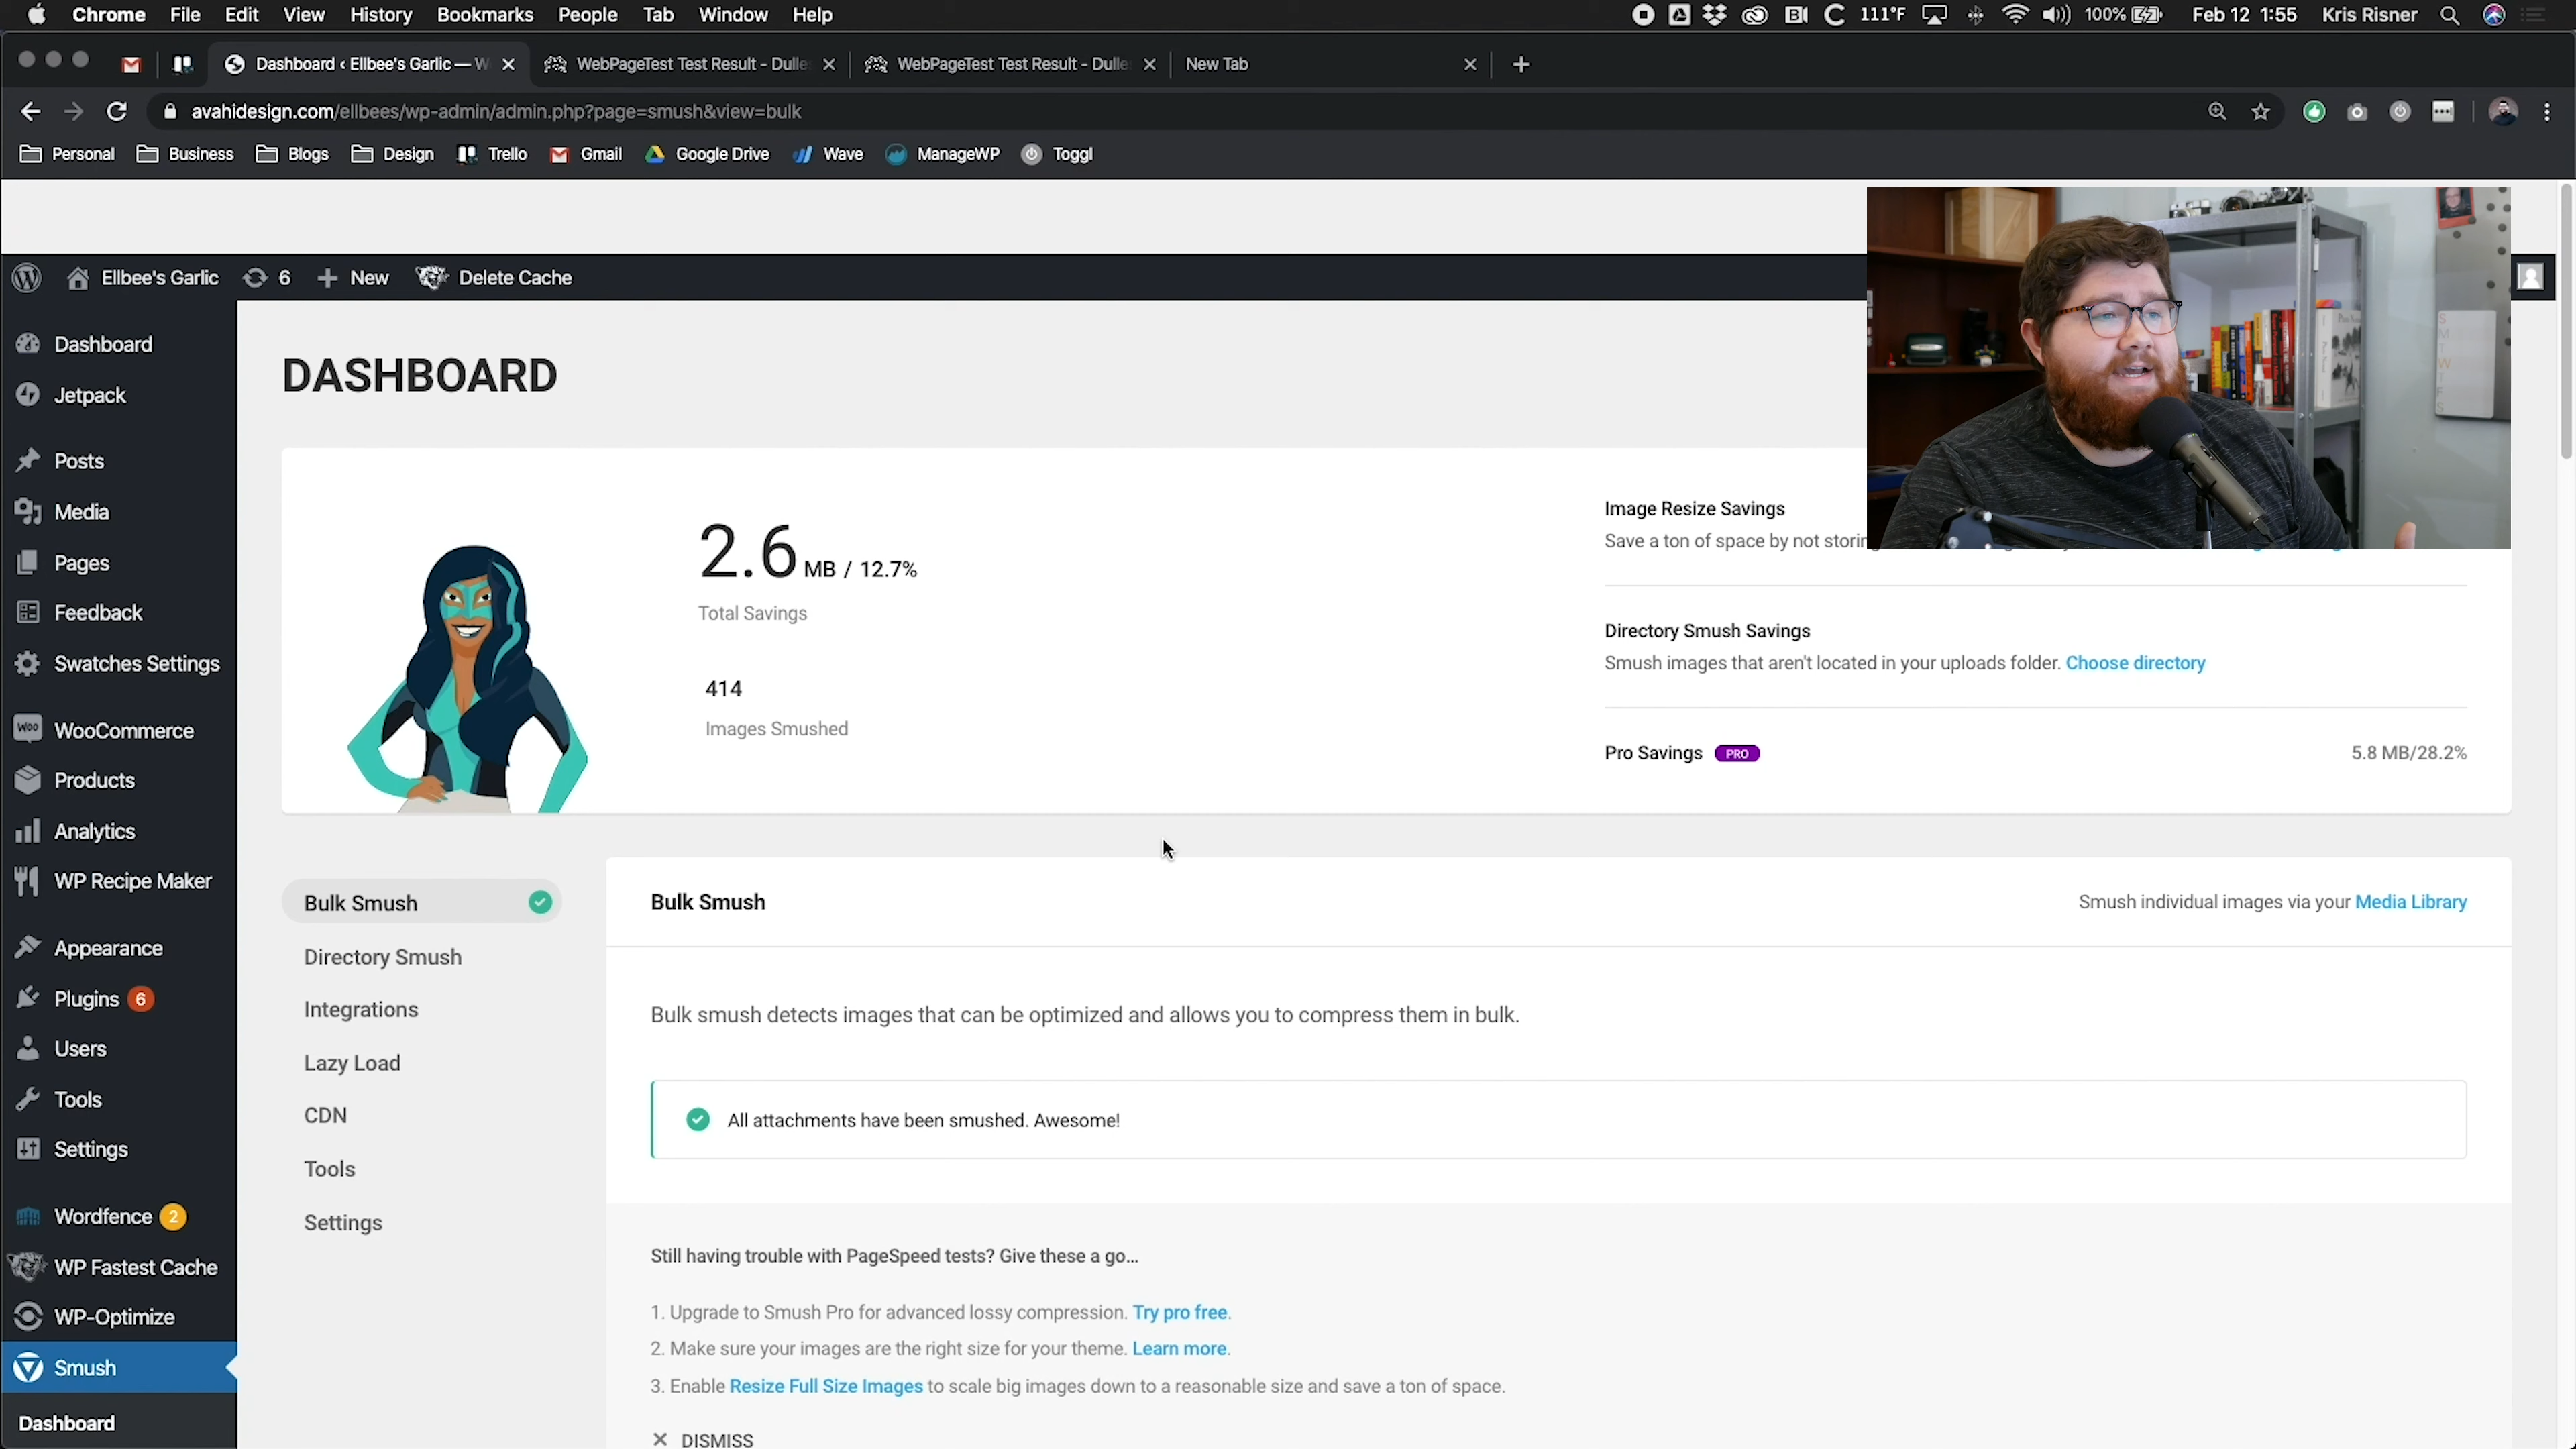 Chrome File Edit View History Bookmarks People Tab Window Help 111°F 100% Feb 12 1:55 Kris Risner
Dashboard ‹ Ellbee's Garlic — W WebPageTest Test Result - Dulle WebPageTest Test Result - Dulle New Tab
avahidesign.com/ellbees/wp-admin/admin.php?page=smush&view=bulk
Personal Business Blogs Design Trello Gmail Google Drive Wave ManageWP Toggl
Ellbee's Garlic 6 New Delete Cache
Dashboard
Jetpack
Posts
Media
Pages
Feedback
Swatches Settings
WooCommerce
Products
Analytics
WP Recipe Maker
Appearance
Plugins 6
Users
Tools
Settings
Wordfence 2
WP Fastest Cache
WP-Optimize
Smush
Dashboard
DASHBOARD
2.6 MB / 12.7%
Total Savings
414
Images Smushed
Image Resize Savings
Save a ton of space by not storin
Directory Smush Savings
Smush images that aren't located in your uploads folder. Choose directory
Pro Savings PRO 5.8 MB/28.2%
Bulk Smush
Directory Smush
Integrations
Lazy Load
CDN
Tools
Settings
Bulk Smush Smush individual images via your Media Library
Bulk smush detects images that can be optimized and allows you to compress them in bulk.
All attachments have been smushed. Awesome!
Still having trouble with PageSpeed tests? Give these a go...
1. Upgrade to Smush Pro for advanced lossy compression. Try pro free.
2. Make sure your images are the right size for your theme. Learn more.
3. Enable Resize Full Size Images to scale big images down to a reasonable size and save a ton of space.
DISMISS